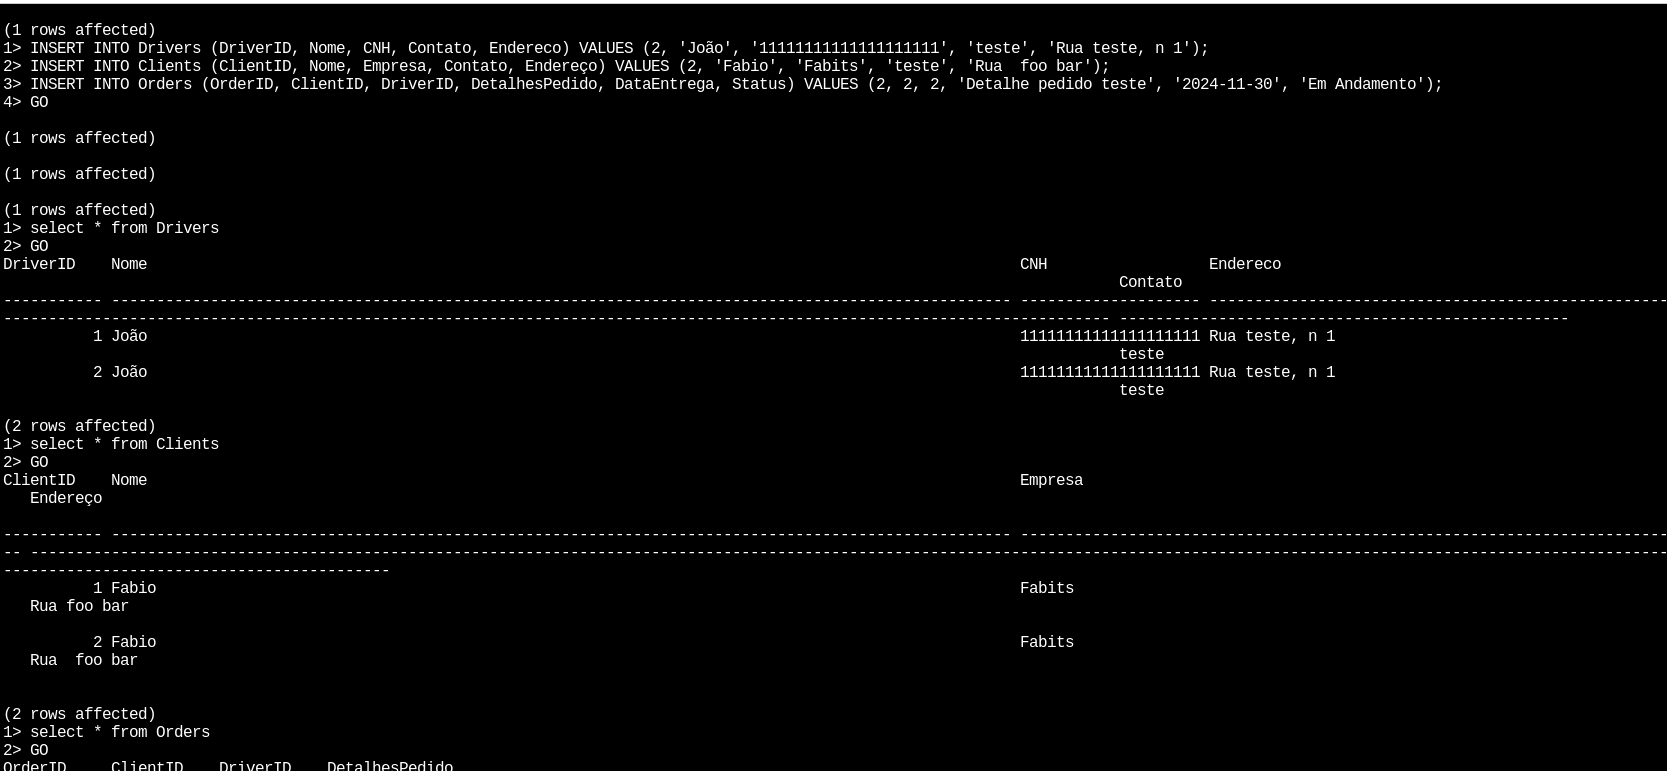 (1 rows affected)
1> INSERT INTO Drivers (DriverID, Nome, CNH, Contato, Endereco) VALUES (2, 'João', '11111111111111111111', 'teste', 'Rua teste, n 1');
2> INSERT INTO Clients (ClientID, Nome, Empresa, Contato, Endereço) VALUES (2, 'Fabio', 'Fabits', 'teste', 'Rua  foo bar');
3> INSERT INTO Orders (OrderID, ClientID, DriverID, DetalhesPedido, DataEntrega, Status) VALUES (2, 2, 2, 'Detalhe pedido teste', '2024-11-30', 'Em Andamento');
4> GO
(1 rows affected)
(1 rows affected)
(1 rows affected)
1> select * from Drivers
2> GO
DriverID    Nome    CNH    Endereco
Contato
----------- ---------------------------------------------------------------------------------------------------- -------------------- ---------------------------------------------------
--------------------------------------------------------------------------------------------------------------------------- --------------------------------------------------
1 João    11111111111111111111 Rua teste, n 1
teste
2 João    11111111111111111111 Rua teste, n 1
teste
(2 rows affected)
1> select * from Clients
2> GO
ClientID    Nome    Empresa
Endereço
----------- ---------------------------------------------------------------------------------------------------- ------------------------------------------------------------------------
-- --------------------------------------------------------------------------------------------------------------------------------------------------------------------------------------
-------------------------------------------
1 Fabio    Fabits
Rua foo bar
2 Fabio    Fabits
Rua  foo bar
(2 rows affected)
1> select * from Orders
2> GO
OrderID     ClientID    DriverID    DetalhesPedido